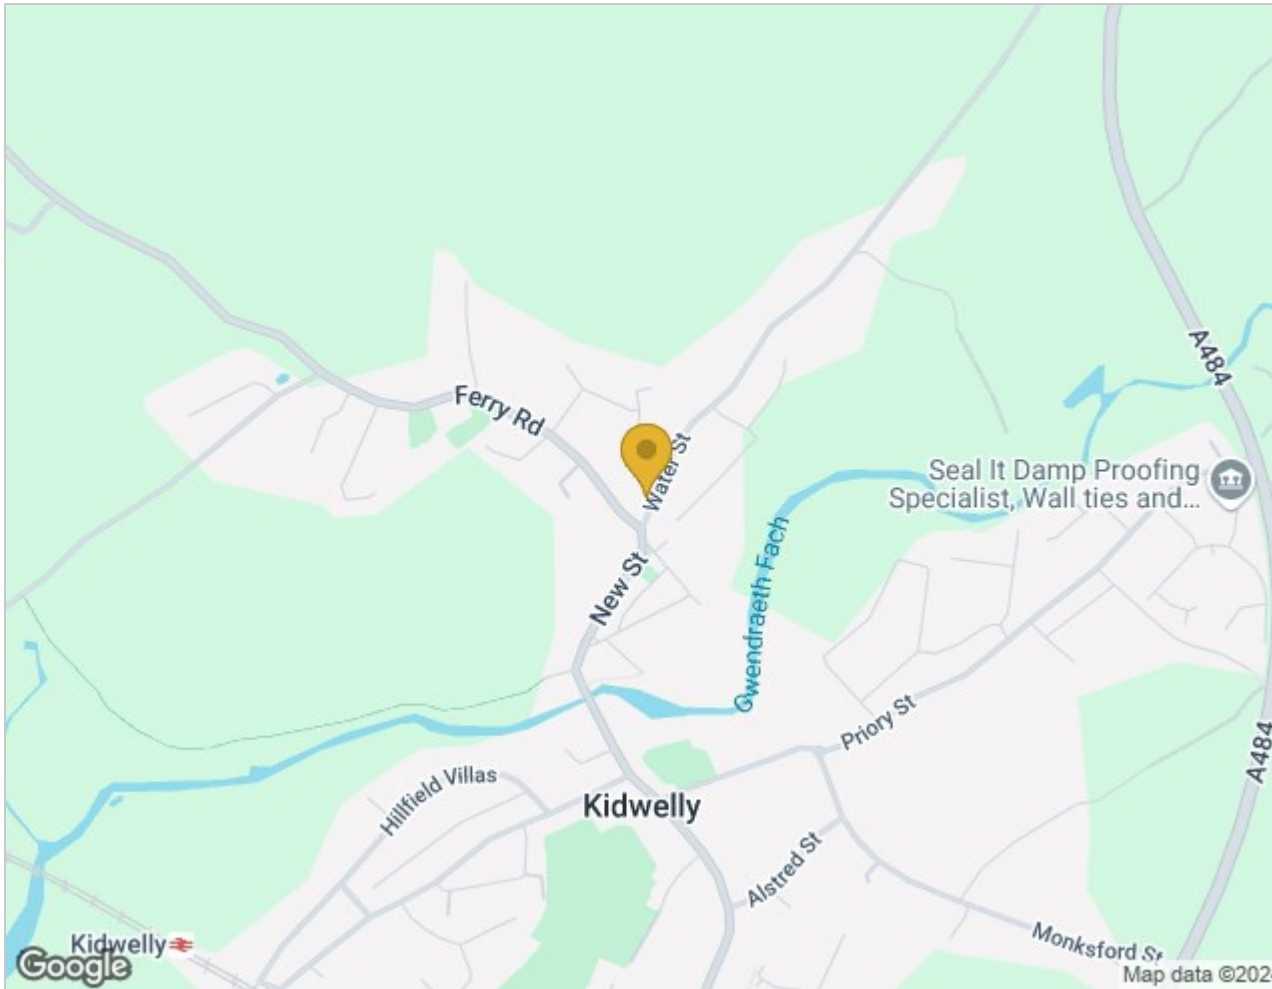 A484
Ferry Rd
Water St
Seal It Damp Proofing
Specialist, Wall ties and...
New St
Gwendraeth Fach
Priory St
A484
Hillfield Villas
Kidwelly
Alstred St
Monksford St
Kidwelly
Google
Map data ©2024